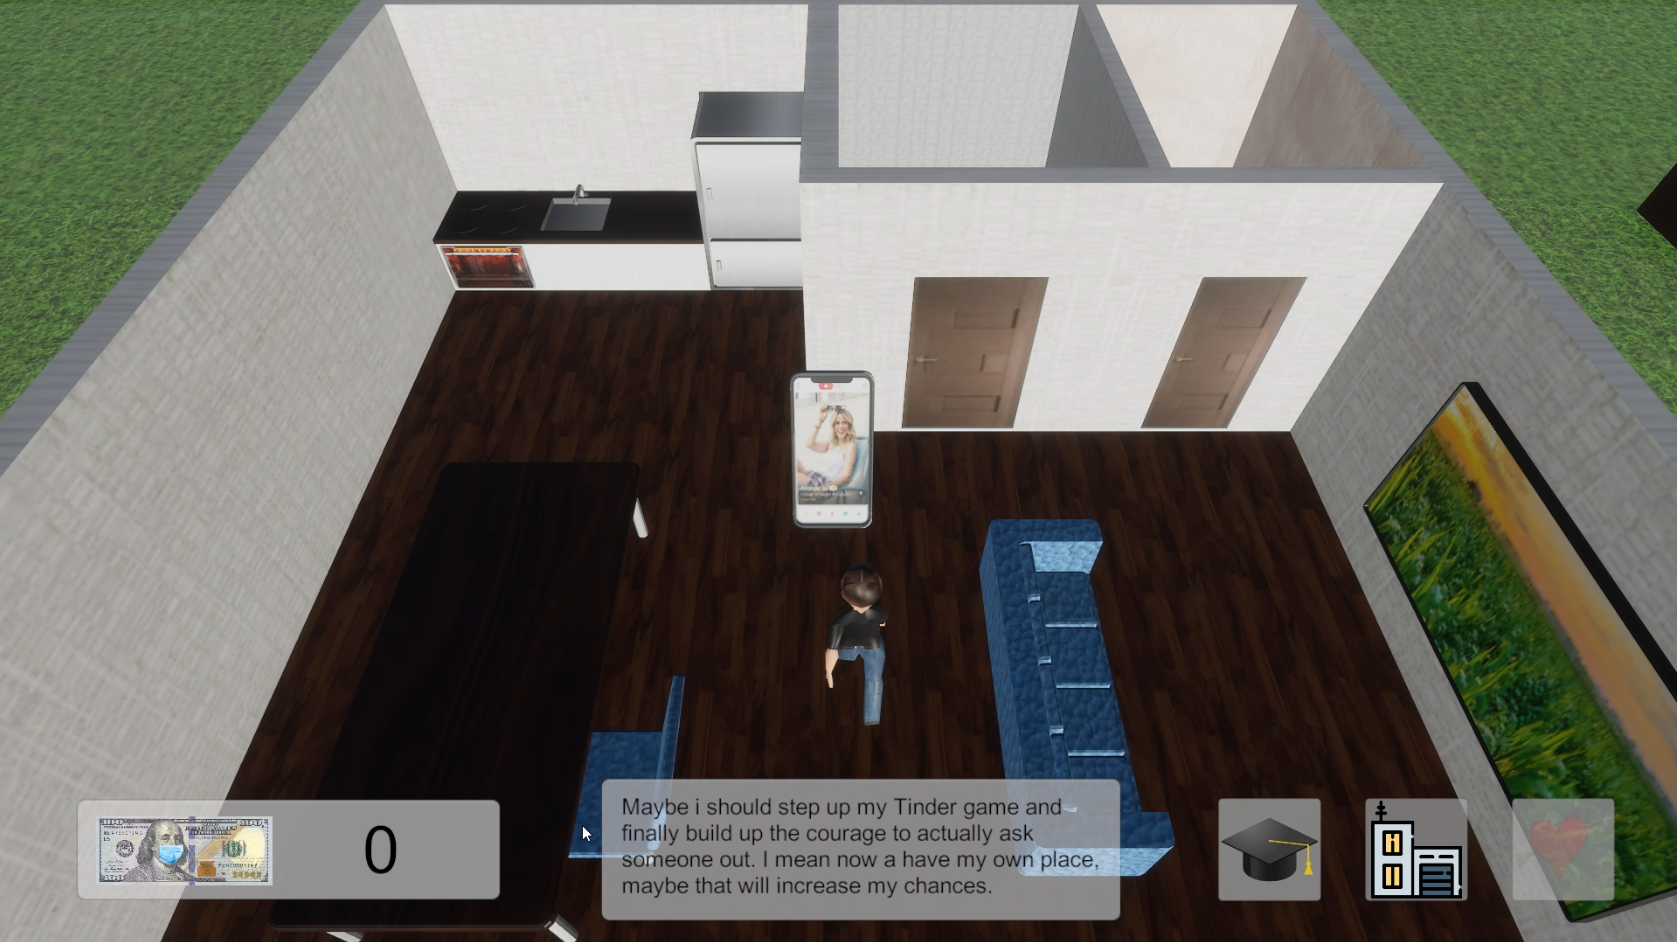 0
Maybe i should step up my Tinder game and
finally build up the courage to actually ask
someone out. I mean now a have my own place,
maybe that will increase my chances.